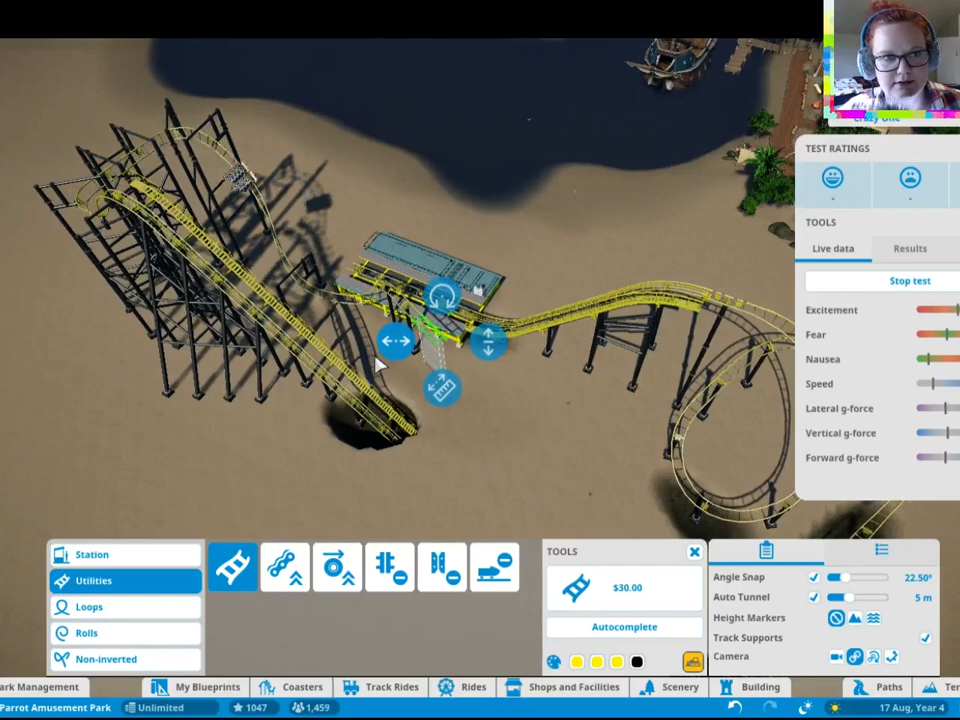 Crazy One
TEST RATINGS
TOOLS
Live data Results
Stop test
Excitement
Fear
Nausea
Speed
Lateral g-force
Vertical g-force
Forward g-force
Station
Utilities
Loops
Rolls
Non-inverted
TOOLS
$30.00
Autocomplete
Angle Snap 22.50°
Auto Tunnel 5 m
Height Markers
Track Supports
Camera
ark Management My Blueprints Coasters Track Rides Rides Shops and Facilities Scenery Building Paths Ter
Parrot Amusement Park Unlimited 1047 1,459 17 Aug, Year 4